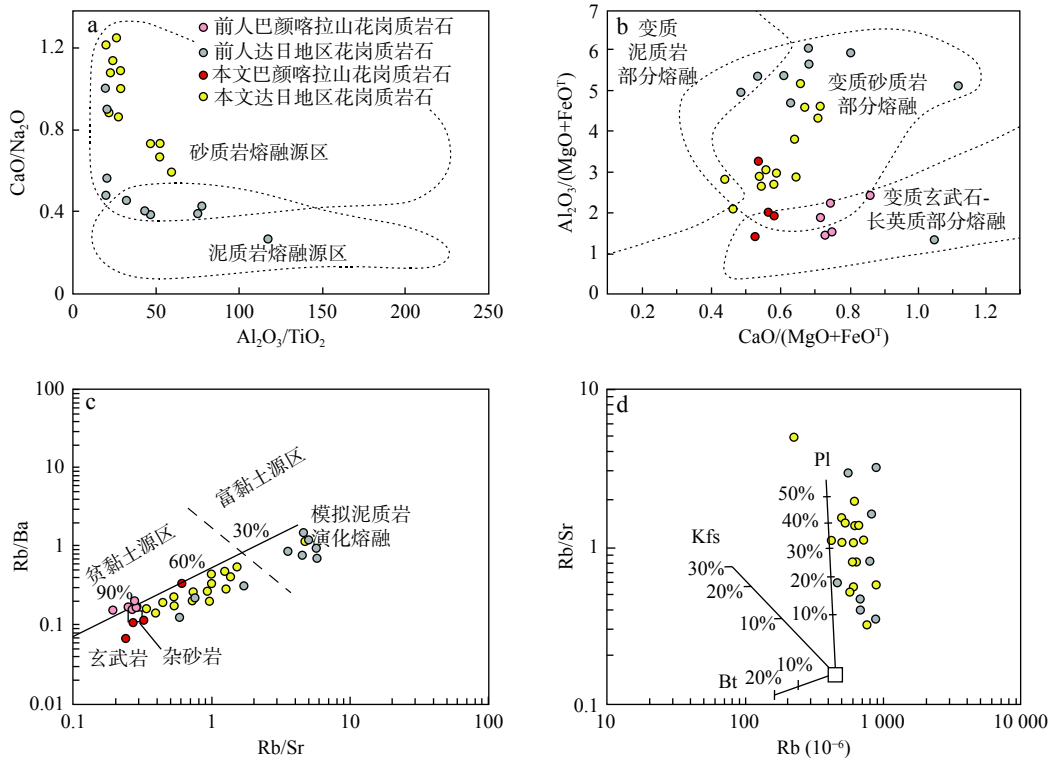 a
前人巴颜喀拉山花岗质岩石
前人达日地区花岗质岩石
本文巴颜喀拉山花岗质岩石
本文达日地区花岗质岩石
砂质岩熔融源区
泥质岩熔融源区
1.2
0.8
0.4
0
0
50
100
150
200
250
CaO/Na₂O
Al₂O₃/TiO₂
b
变质
泥质岩
部分熔融
变质砂质岩
部分熔融
变质玄武石-
长英质部分熔融
7
6
5
4
3
2
1
0
0.2
0.4
0.6
0.8
1.0
1.2
Al₂O₃/(MgO+FeOᵀ)
CaO/(MgO+FeOᵀ)
c
贫黏土源区
富黏土源区
模拟泥质岩
演化熔融
90%
60%
30%
玄武岩
杂砂岩
100
10
1
0.1
0.01
0.1
1
10
100
Rb/Ba
Rb/Sr
d
Pl
50%
40%
30%
20%
10%
Kfs
30%
20%
10%
Bt
20%
10%
10
1
0.1
10
100
1 000
10 000
Rb/Sr
Rb (10⁻⁶)